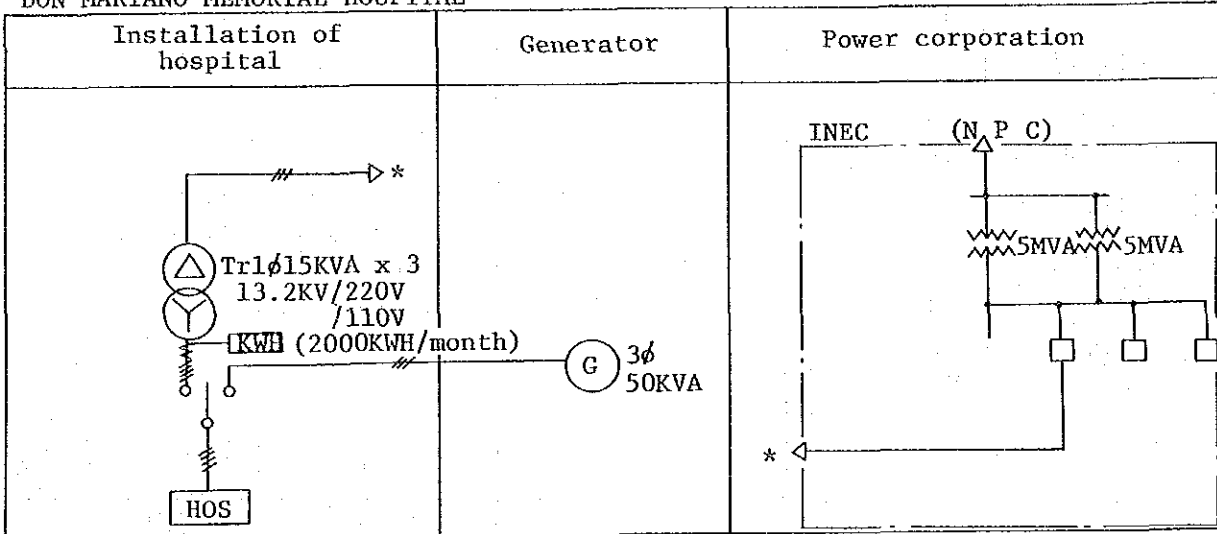 DON MARIANO MEMORIAL HOSPITAL
Installation of
hospital
Generator
Power corporation
INEC
(N P C)
*
Tr1ø15KVA x 3
13.2KV/220V
/110V
KWH (2000KWH/month)
G
3ø
50KVA
5MVA
5MVA
*
HOS